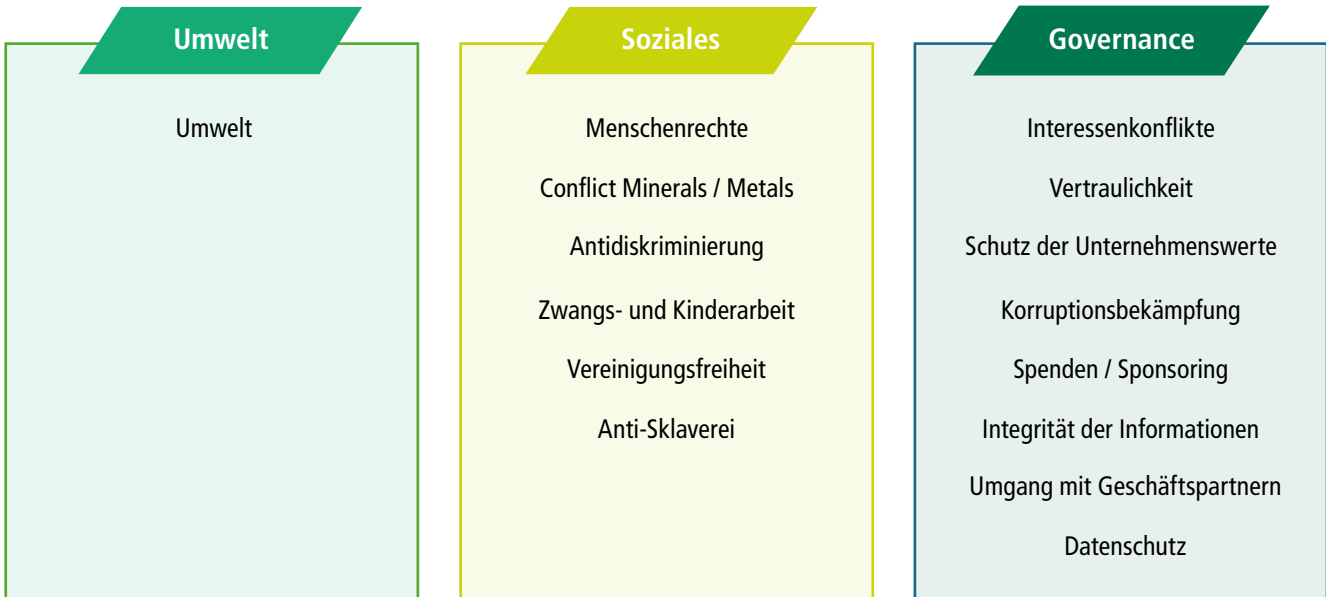 Umwelt
Umwelt
Soziales
Menschenrechte
Conflict Minerals / Metals
Antidiskriminierung
Zwangs- und Kinderarbeit
Vereinigungsfreiheit
Anti-Sklaverei
Governance
Interessenkonflikte
Vertraulichkeit
Schutz der Unternehmenswerte
Korruptionsbekämpfung
Spenden / Sponsoring
Integrität der Informationen
Umgang mit Geschäftspartnern
Datenschutz